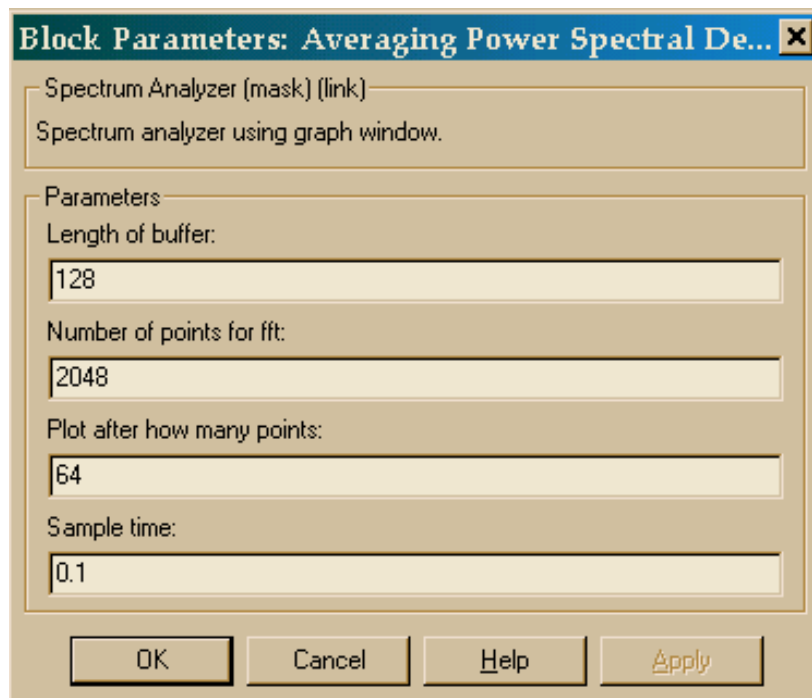 Block Parameters: Averaging Power Spectral De...
Spectrum Analyzer (mask) (link)
Spectrum analyzer using graph window.
Parameters
Length of buffer:
128
Number of points for fft:
2048
Plot after how many points:
64
Sample time:
0.1
OK Cancel Help Apply